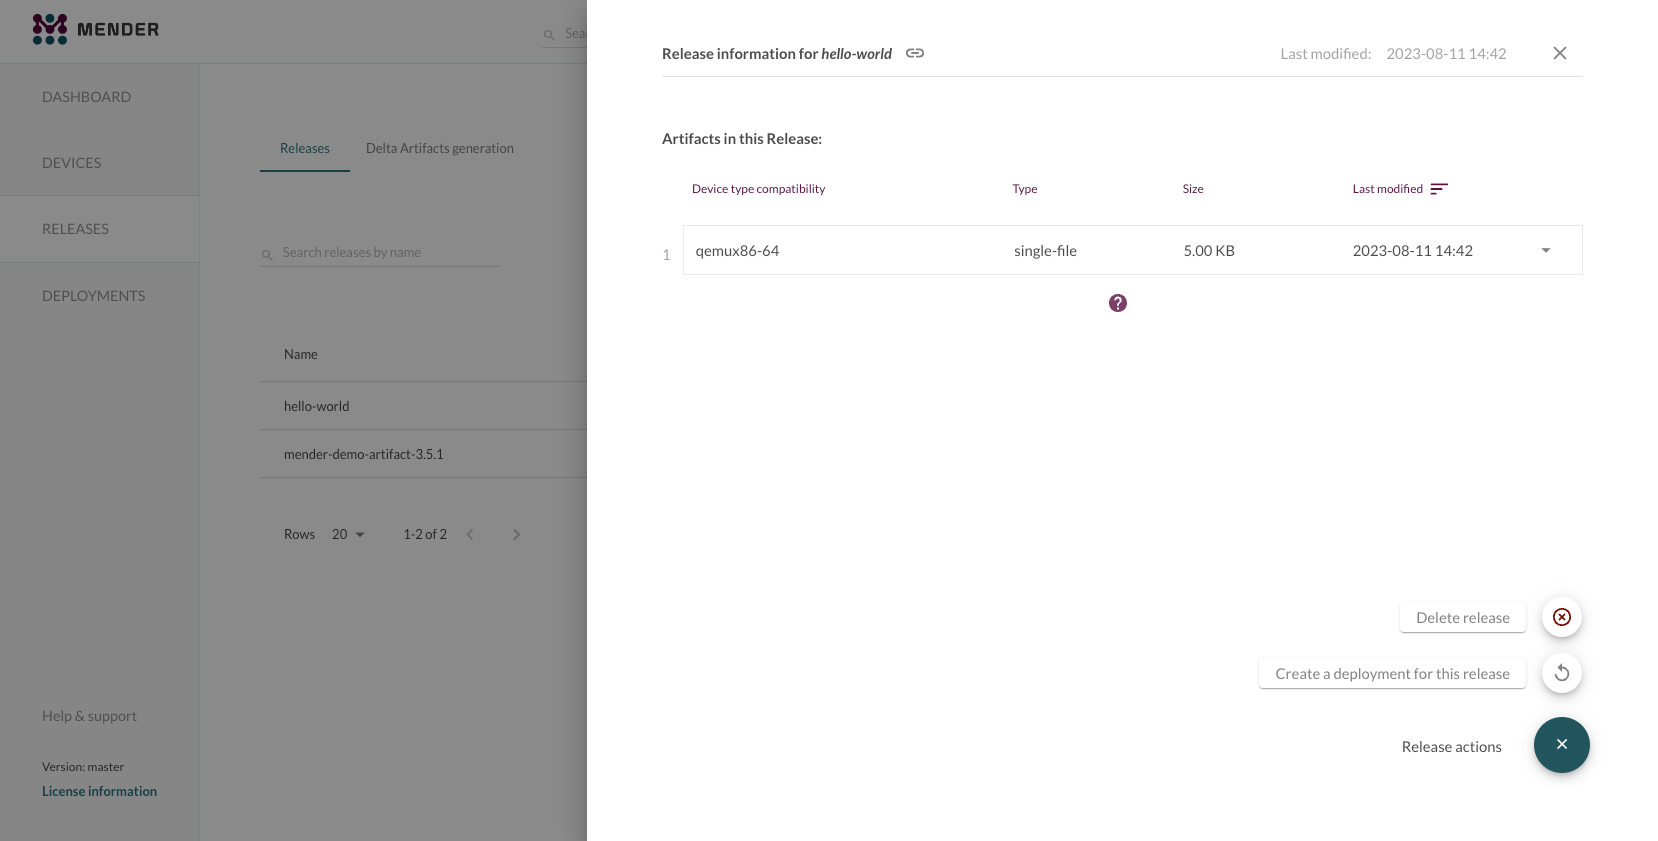 MENDER
Sea
DASHBOARD
DEVICES
RELEASES
DEPLOYMENTS
Help & support
Version: master
License information
Releases
Delta Artifacts generation
Search releases by name
Name
hello-world
mender-demo-artifact-3.5.1
Rows 20 1-2 of 2
Release information for hello-world
Last modified: 2023-08-11 14:42
Artifacts in this Release:
Device type compatibility Type Size Last modified
1 qemux86-64 single-file 5.00 KB 2023-08-11 14:42
?
Delete release
Create a deployment for this release
Release actions